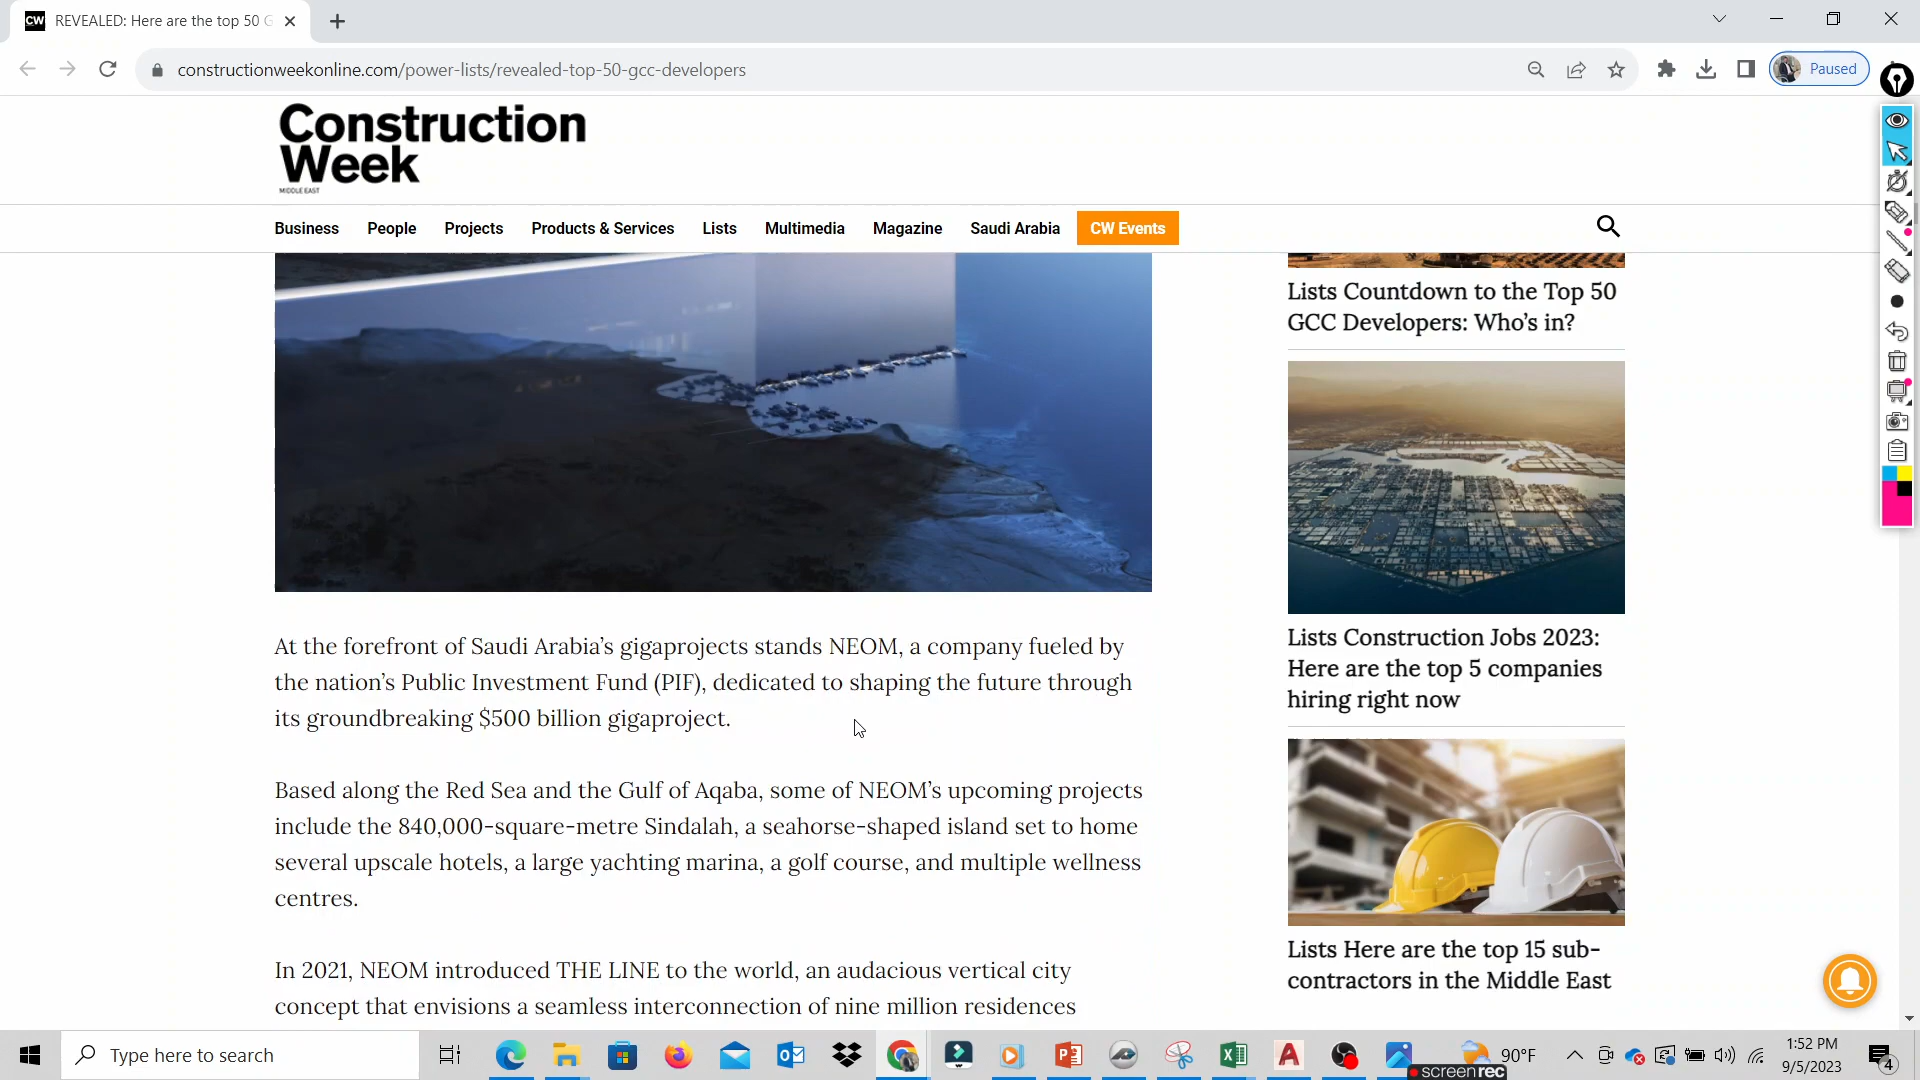 CW REVEALED: Here are the top 50 G
constructionweekonline.com/power-lists/revealed-top-50-gcc-developers
Paused
Construction
Week
MIDDLE EAST
Business People Projects Products & Services Lists Multimedia Magazine Saudi Arabia CW Events
Lists Countdown to the Top 50
GCC Developers: Who’s in?
At the forefront of Saudi Arabia’s gigaprojects stands NEOM, a company fueled by
the nation’s Public Investment Fund (PIF), dedicated to shaping the future through
its groundbreaking $500 billion gigaproject.
Based along the Red Sea and the Gulf of Aqaba, some of NEOM’s upcoming projects
include the 840,000-square-metre Sindalah, a seahorse-shaped island set to home
several upscale hotels, a large yachting marina, a golf course, and multiple wellness
centres.
In 2021, NEOM introduced THE LINE to the world, an audacious vertical city
concept that envisions a seamless interconnection of nine million residences
Lists Construction Jobs 2023:
Here are the top 5 companies
hiring right now
Lists Here are the top 15 sub-
contractors in the Middle East
Type here to search
90°F
1:52 PM
9/5/2023
4
screenrec